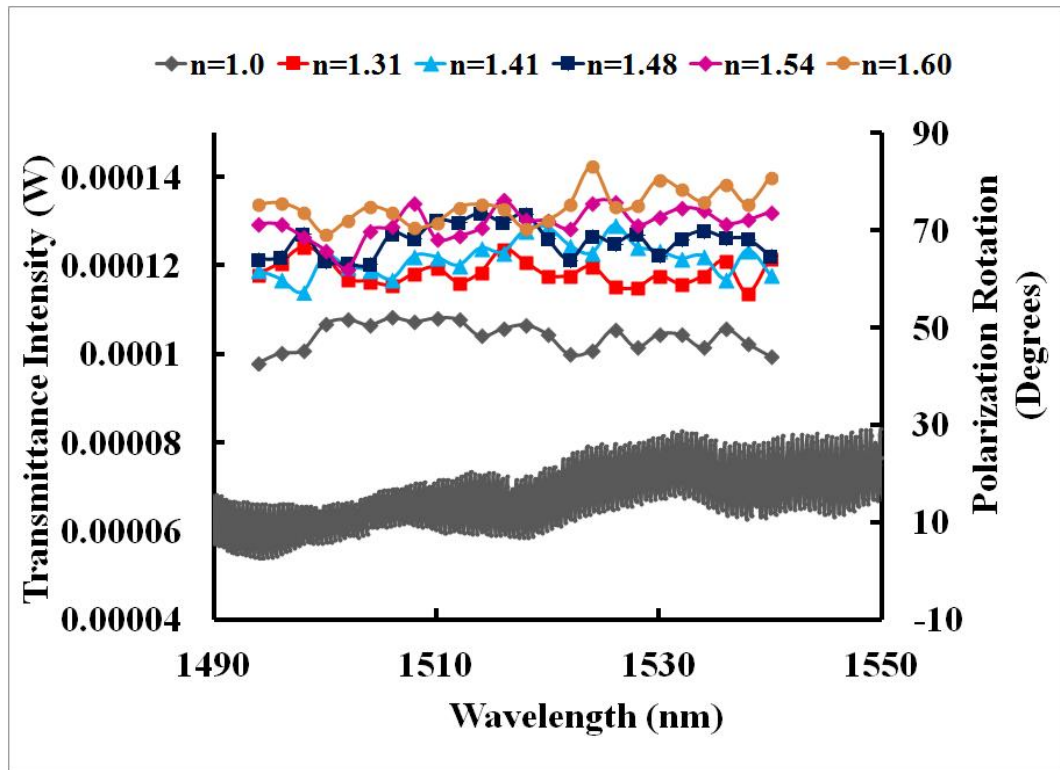 n=1.0 n=1.31 n=1.41 n=1.48 n=1.54 n=1.60
Transmittance Intensity (W)
0.00014
0.00012
0.0001
0.00008
0.00006
0.00004
90
70
50
30
10
-10
Polarization Rotation
(Degrees)
1490 1510 1530 1550
Wavelength (nm)